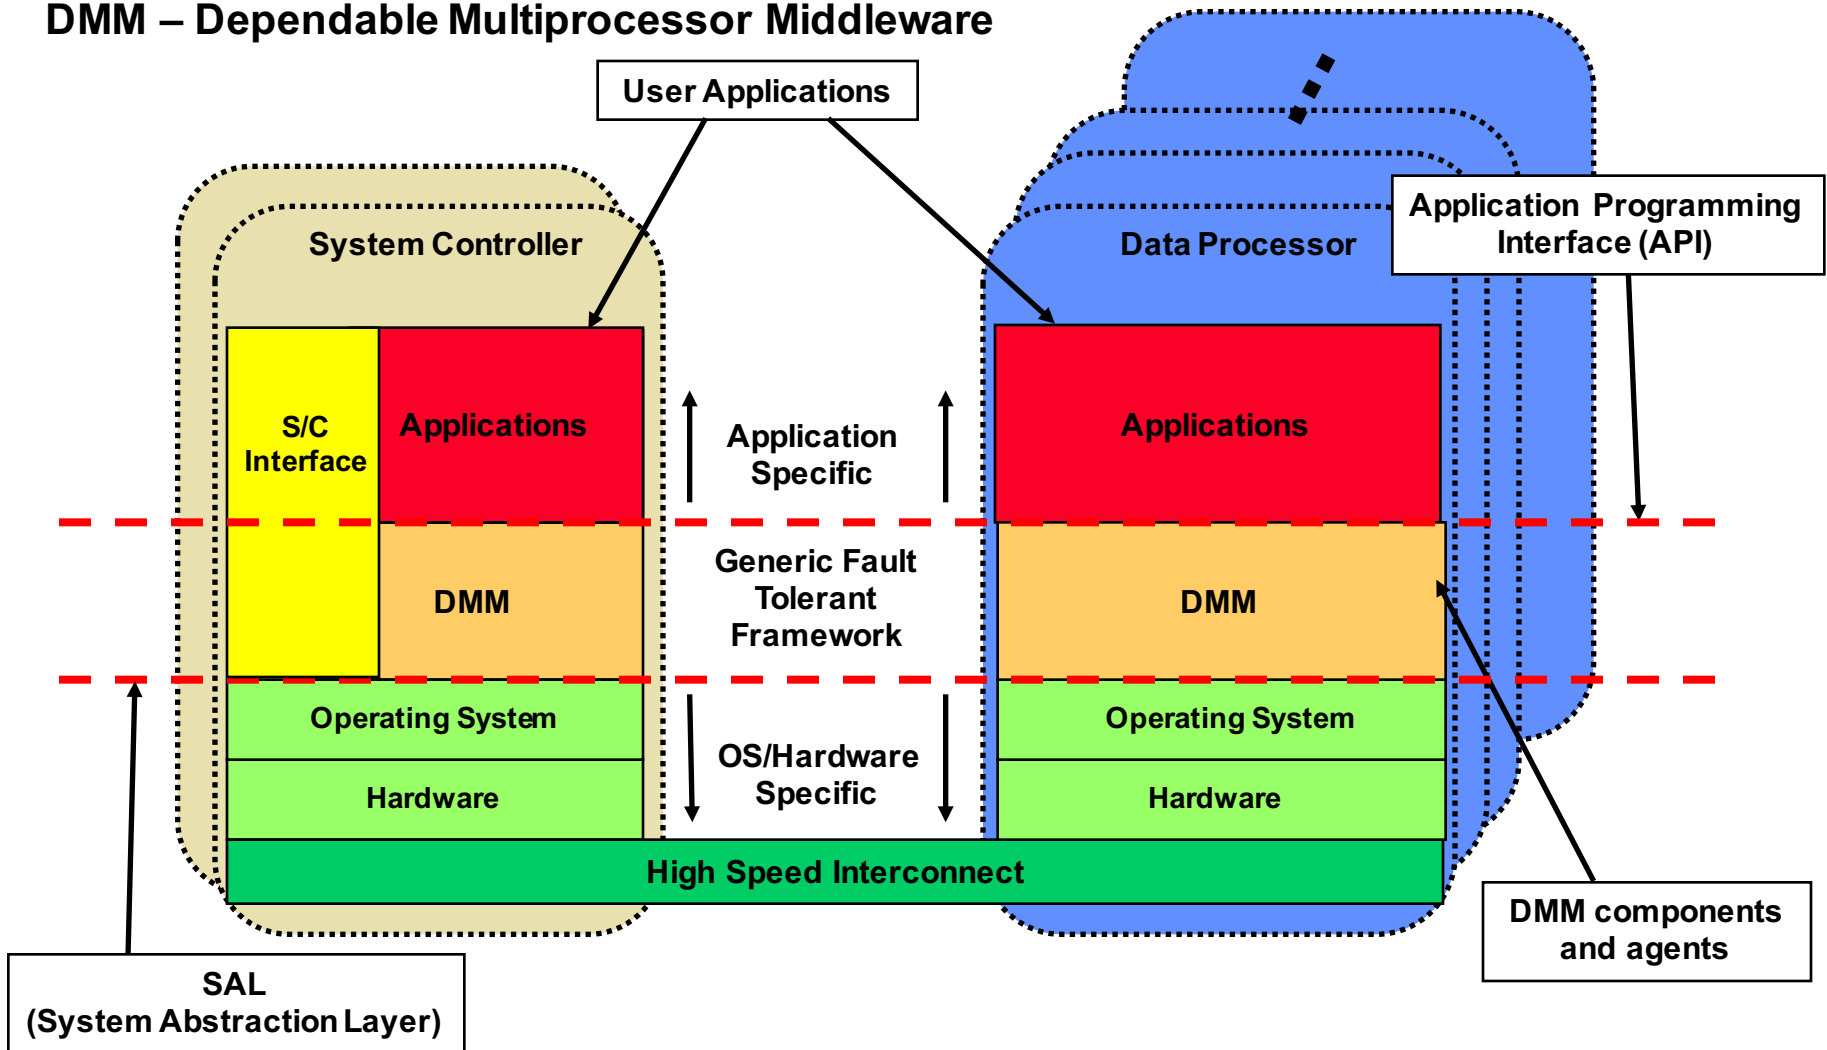 DMM – Dependable Multiprocessor Middleware
User Applications
Application Programming
Interface (API)
System Controller
Data Processor
S/C
Interface
Applications
Application
Specific
Applications
DMM
Generic Fault
Tolerant
Framework
DMM
Operating System
OS/Hardware
Specific
Operating System
Hardware
Hardware
High Speed Interconnect
DMM components
and agents
SAL
(System Abstraction Layer)